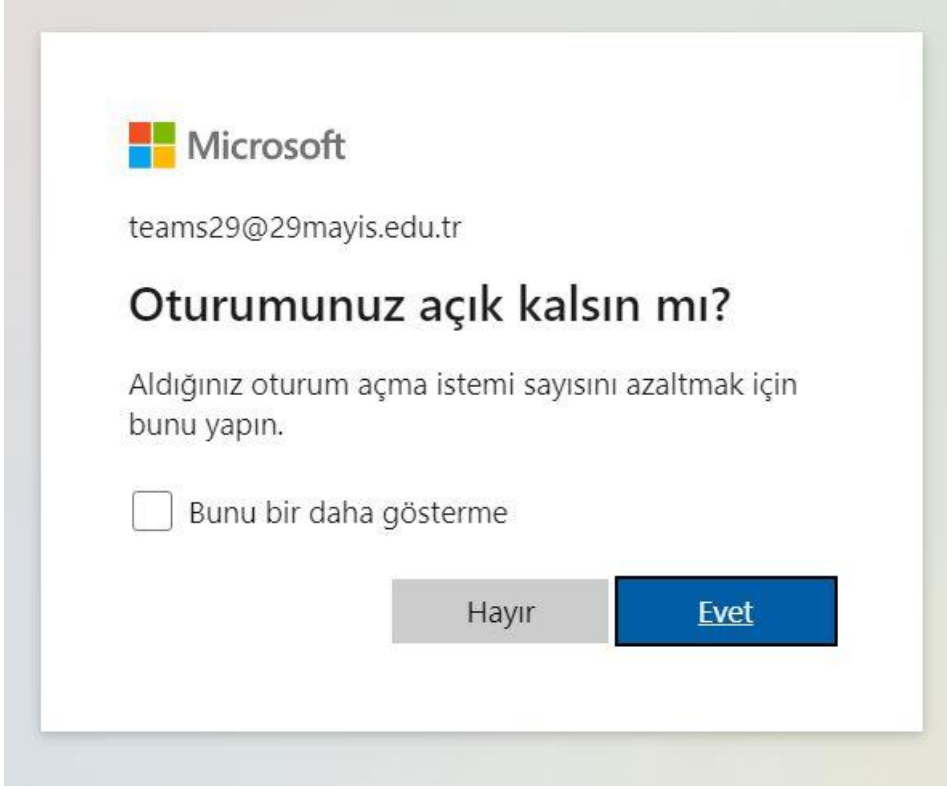 Microsoft
teams29@29mayis.edu.tr
Oturumunuz açık kalsın mı?
Aldığınız oturum açma istemi sayısını azaltmak için
bunu yapın.
Bunu bir daha gösterme
Hayır
Evet